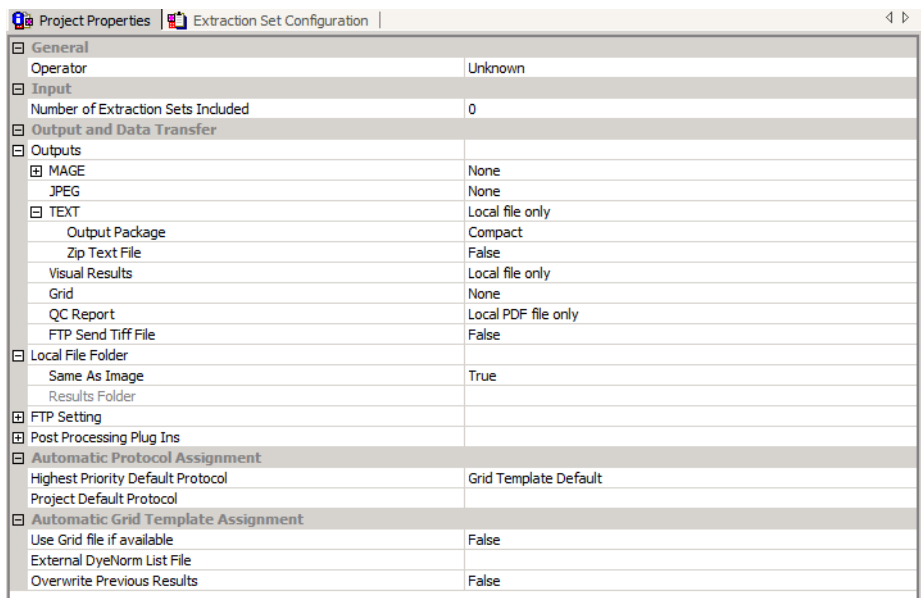 Project Properties Extraction Set Configuration
General
Operator Unknown
Input
Number of Extraction Sets Included 0
Output and Data Transfer
Outputs
MAGE None
JPEG None
TEXT Local file only
Output Package Compact
Zip Text File False
Visual Results Local file only
Grid None
QC Report Local PDF file only
FTP Send Tiff File False
Local File Folder
Same As Image True
Results Folder
FTP Setting
Post Processing Plug Ins
Automatic Protocol Assignment
Highest Priority Default Protocol Grid Template Default
Project Default Protocol
Automatic Grid Template Assignment
Use Grid file if available False
External DyeNorm List File
Overwrite Previous Results False